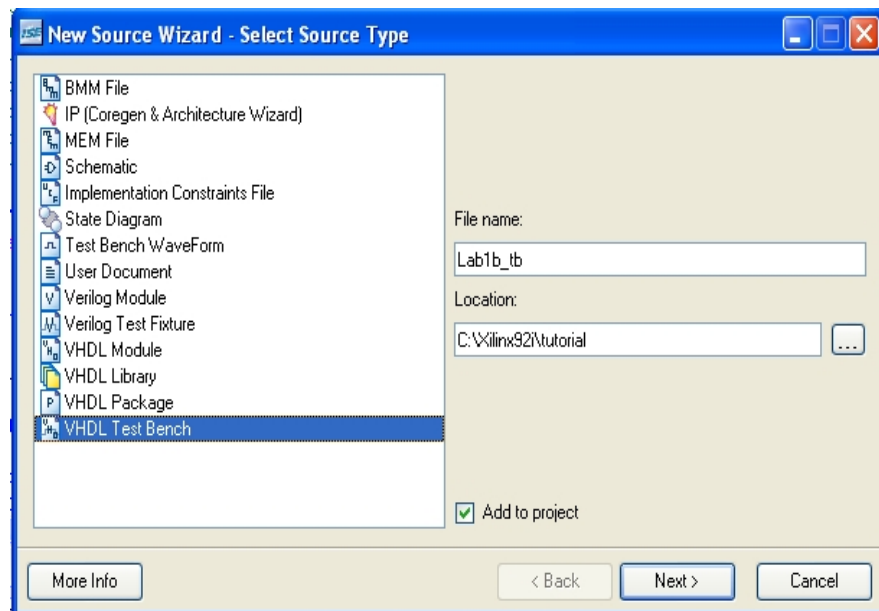 ISE New Source Wizard - Select Source Type
BMM File
IP (Coregen & Architecture Wizard)
MEM File
Schematic
Implementation Constraints File
State Diagram
Test Bench WaveForm
User Document
Verilog Module
Verilog Test Fixture
VHDL Module
VHDL Library
VHDL Package
VHDL Test Bench
File name:
Lab1b_tb
Location:
C:\Xilinx92i\tutorial
...
Add to project
More Info
< Back
Next >
Cancel